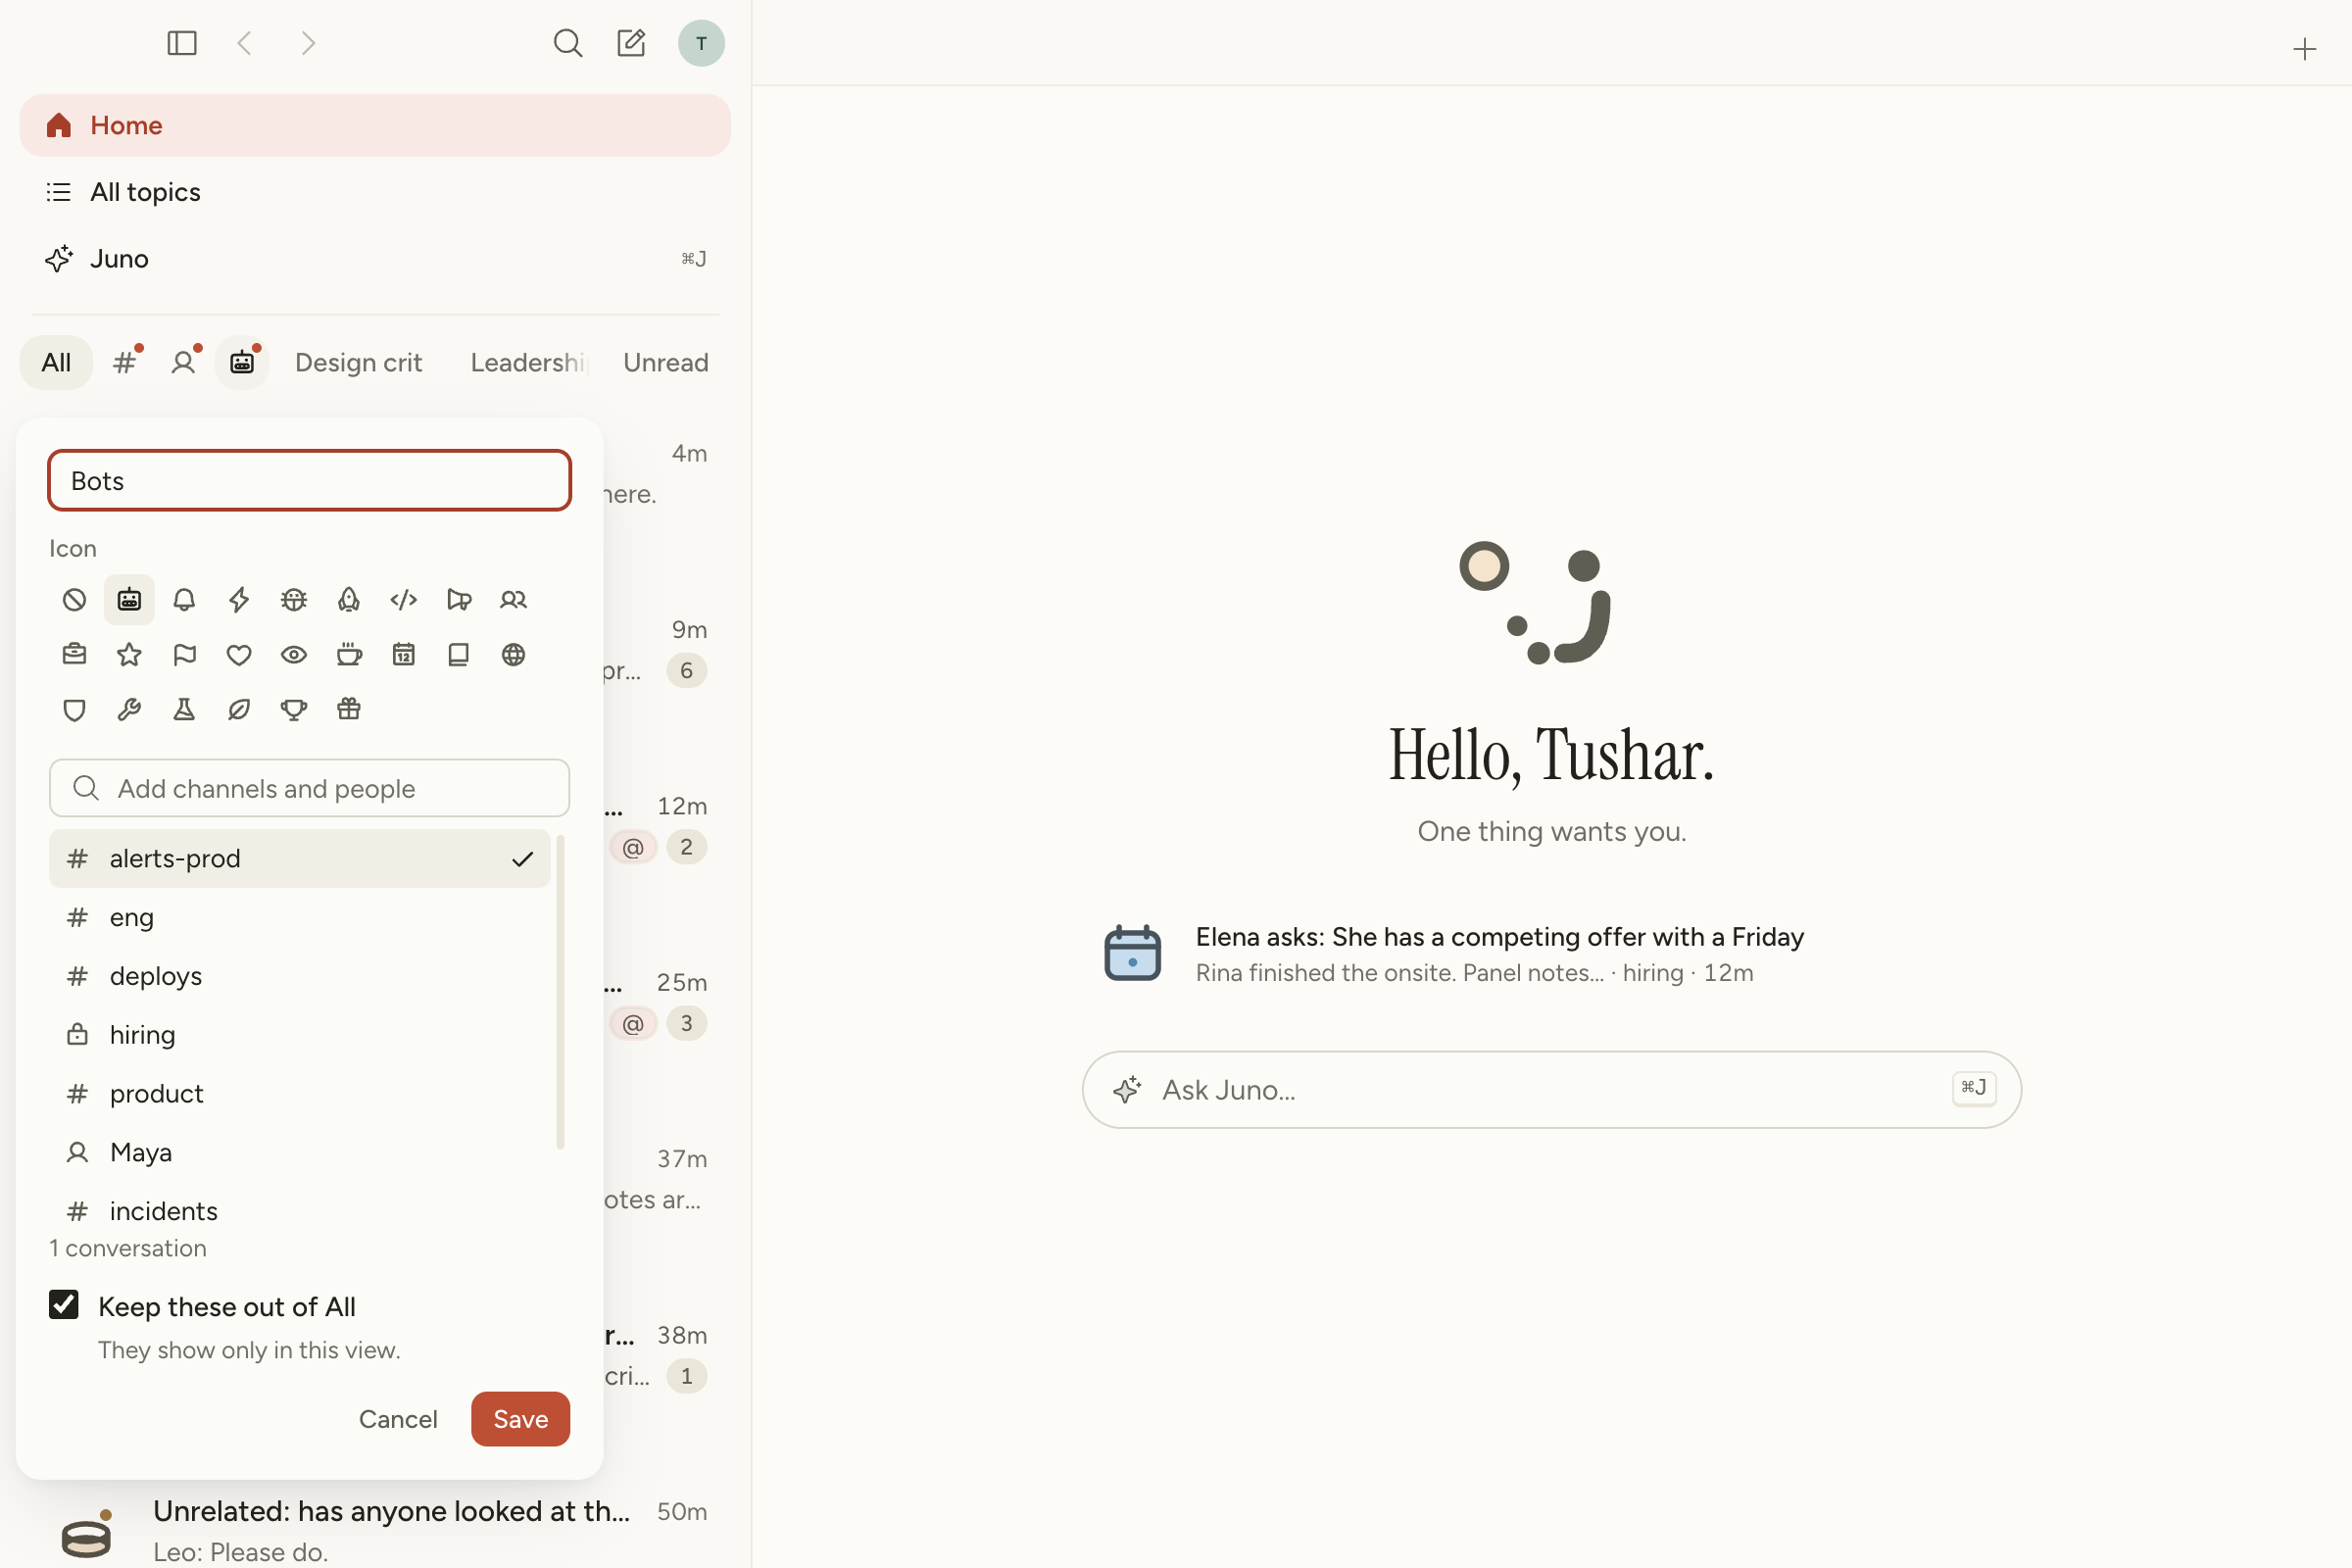 T
Home
All topics
Juno
⌘J
All
Design crit
Leadershi
Unread
Bots
Icon
12
Add channels and people
alerts-prod
eng
deploys
hiring
product
Maya
incidents
1 conversation
Keep these out of All
They show only in this view.
Cancel
Save
4m
here.
9m
pr...
6
... 12m
@ 2
... 25m
@ 3
37m
otes ar...
r... 38m
cri... 1
Unrelated: has anyone looked at th... 50m
Leo: Please do.
Hello, Tushar.
One thing wants you.
Elena asks: She has a competing offer with a Friday
Rina finished the onsite. Panel notes... · hiring · 12m
Ask Juno...
⌘J